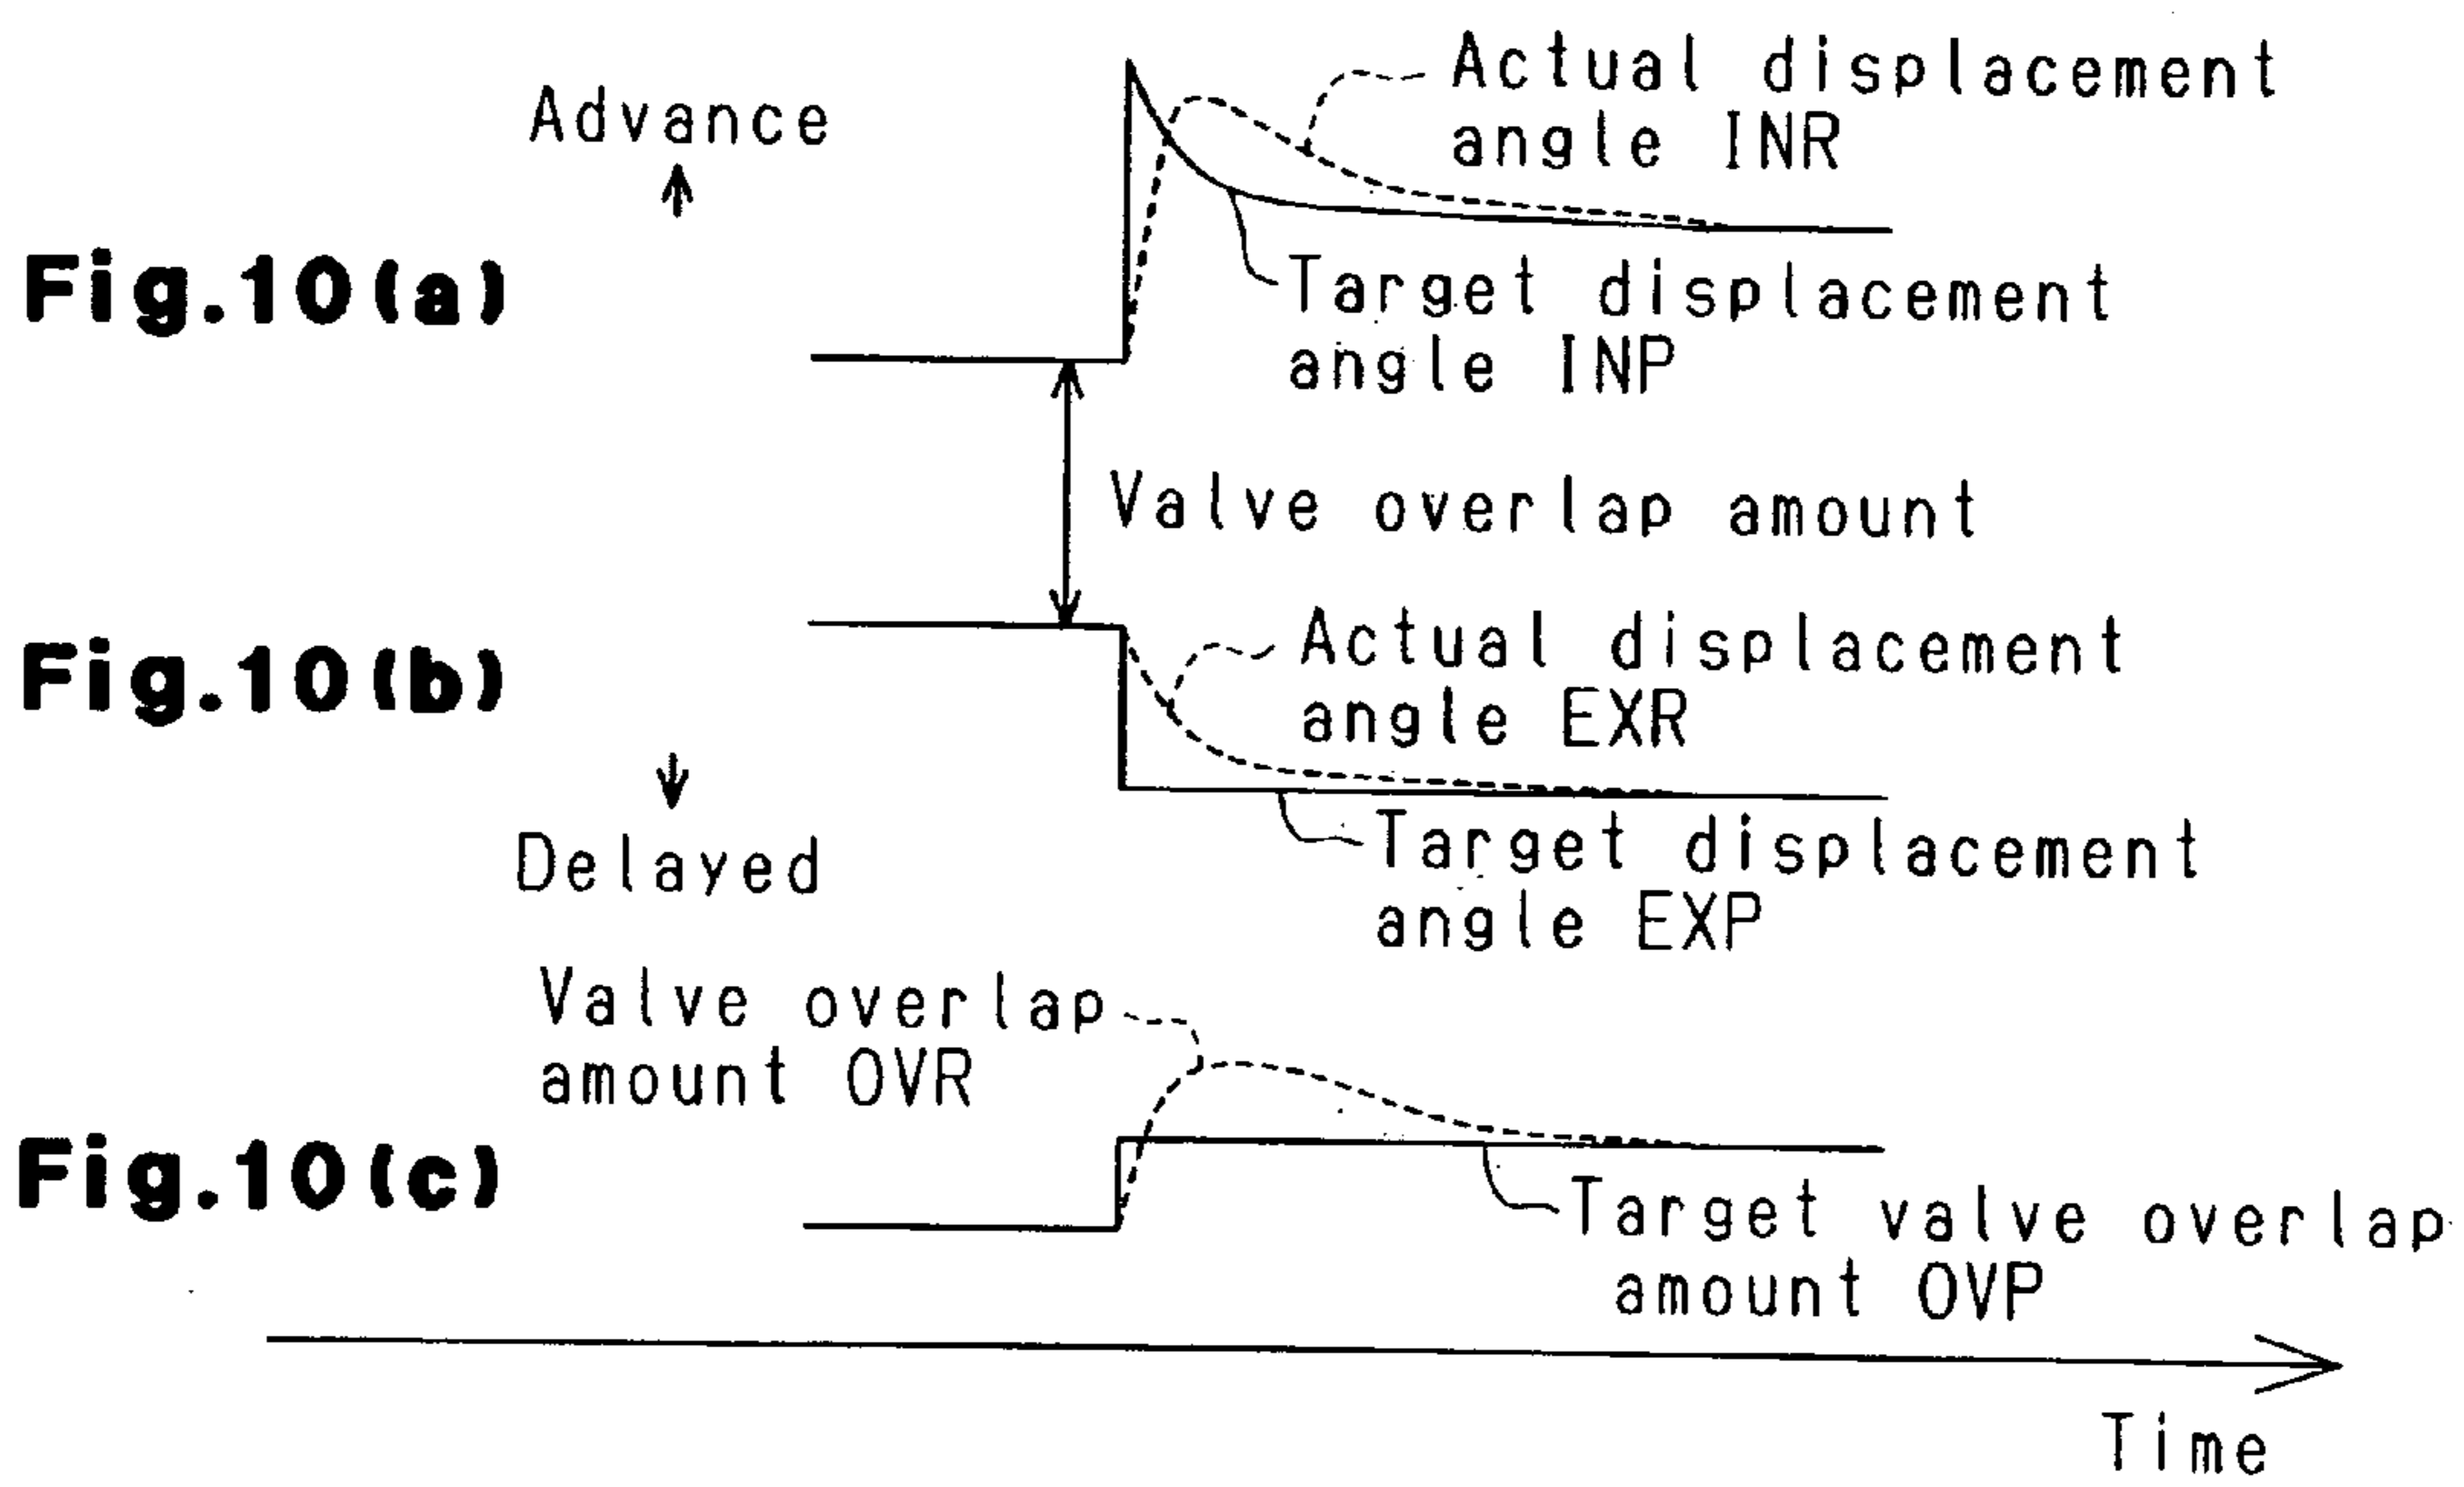 Advance
Actual displacement
angle INR
Fig.10(a)
Target displacement
angle INP
Valve overlap amount
Fig.10(b)
Actual displacement
angle EXR
Delayed
Target displacement
angle EXP
Valve overlap
amount OVR
Fig.10(c)
Target valve overlap
amount OVP
Time